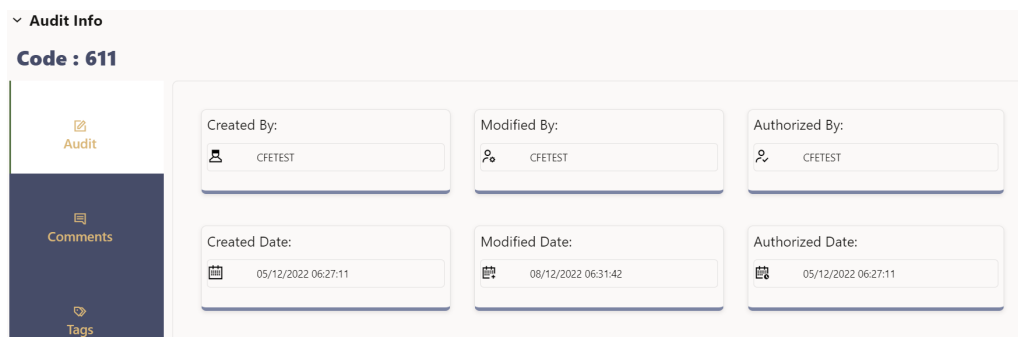 Audit Info
Code : 611
Audit
Comments
Tags
Created By:
CFETEST
Modified By:
CFETEST
Authorized By:
CFETEST
Created Date:
05/12/2022 06:27:11
Modified Date:
08/12/2022 06:31:42
Authorized Date:
05/12/2022 06:27:11